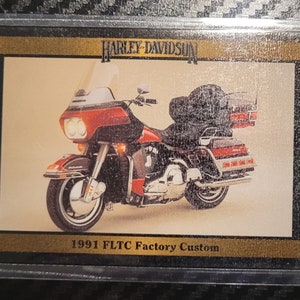 HARLEY-DAVIDSON
1991 FLTC Factory Custom